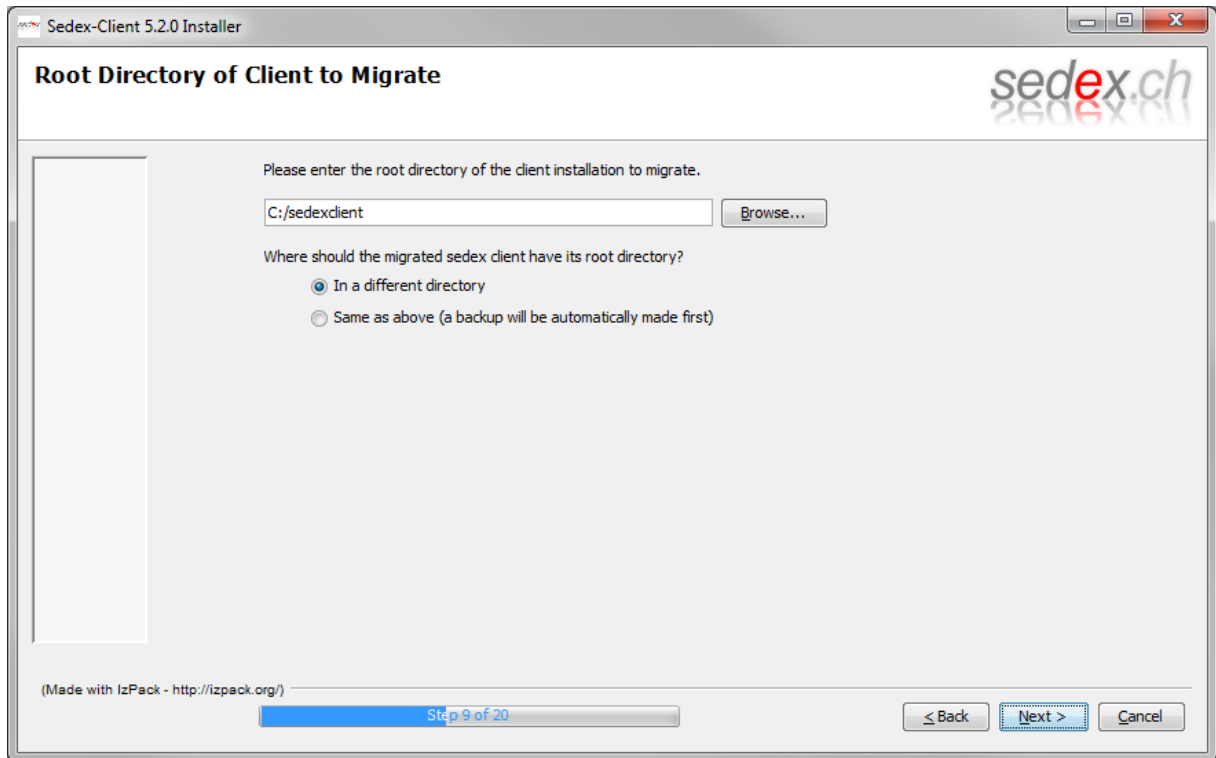 Sedex-Client 5.2.0 Installer
Root Directory of Client to Migrate
sedex.ch
Please enter the root directory of the client installation to migrate.
C:/sedexclient
Browse...
Where should the migrated sedex client have its root directory?
In a different directory
Same as above (a backup will be automatically made first)
(Made with IzPack - http://izpack.org/)
Step 9 of 20
< Back
Next >
Cancel